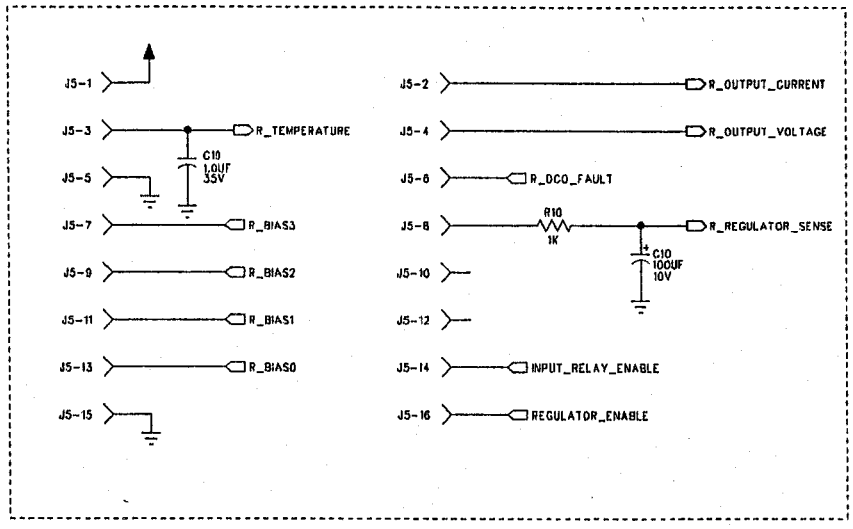 J5-1
J5-2
R_OUTPUT_CURRENT
J5-3
R_TEMPERATURE
J5-4
R_OUTPUT_VOLTAGE
C10
1.0UF
35V
J5-5
J5-6
R_DCO_FAULT
J5-7
R_BIAS3
J5-8
R10
1K
R_REGULATOR_SENSE
+
C10
100UF
10V
J5-9
R_BIAS2
J5-10
J5-11
R_BIAS1
J5-12
J5-13
R_BIAS0
J5-14
INPUT_RELAY_ENABLE
J5-15
J5-16
REGULATOR_ENABLE